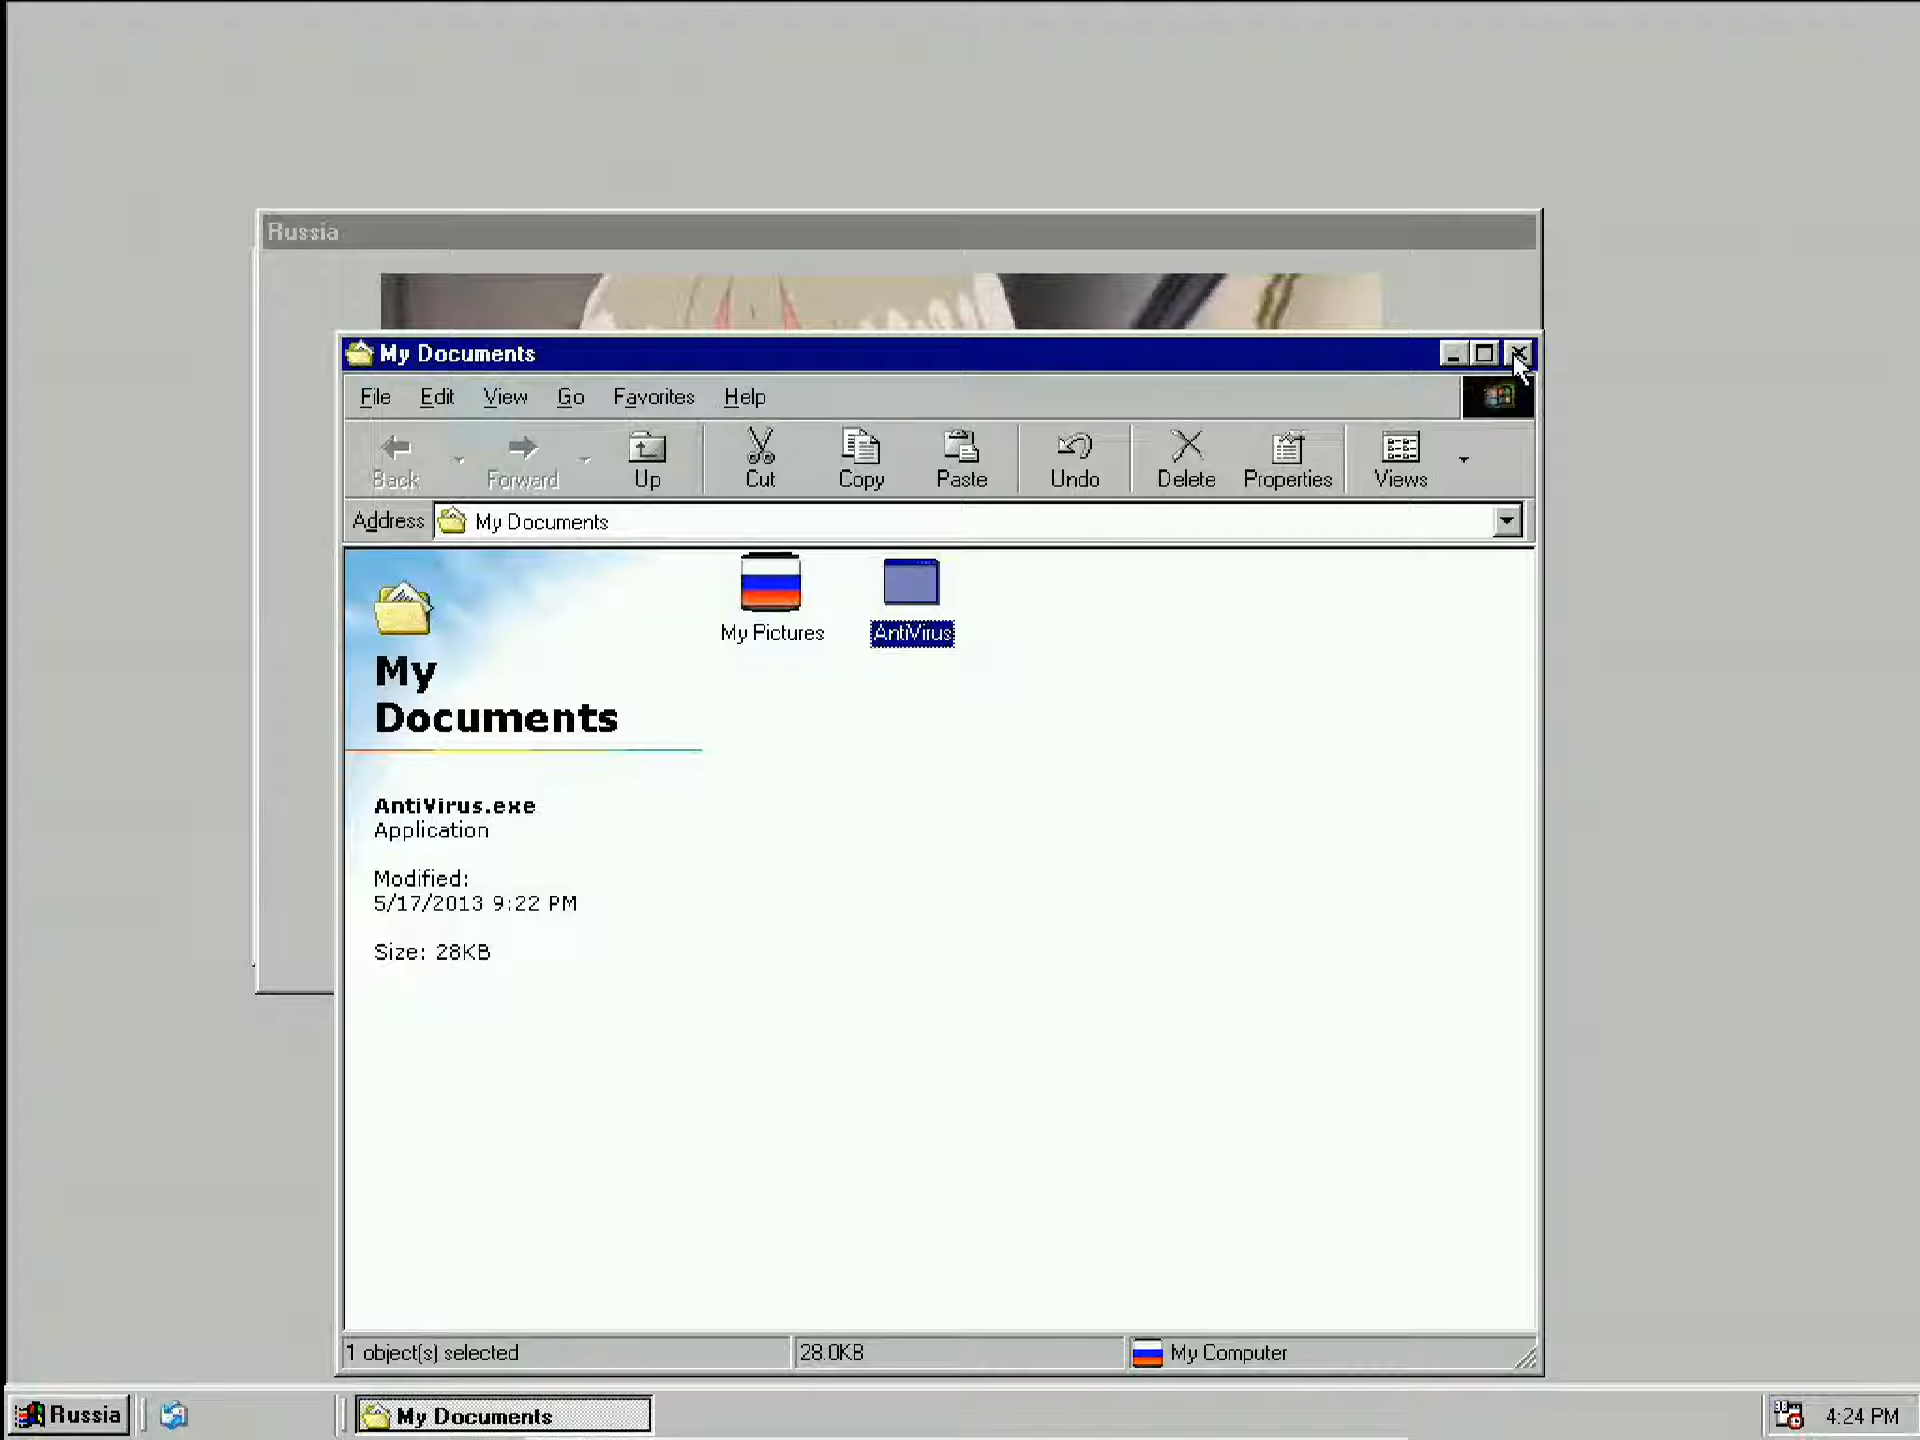 Russia
My Documents
File Edit View Go Favorites Help
Back Forward Up Cut Copy Paste Undo Delete Properties Views
Address My Documents
My Pictures AntiVirus
My
Documents
AntiVirus.exe
Application
Modified:
5/17/2013 9:22 PM
Size: 28KB
1 object(s) selected 28.0KB My Computer
Russia My Documents 4:24 PM